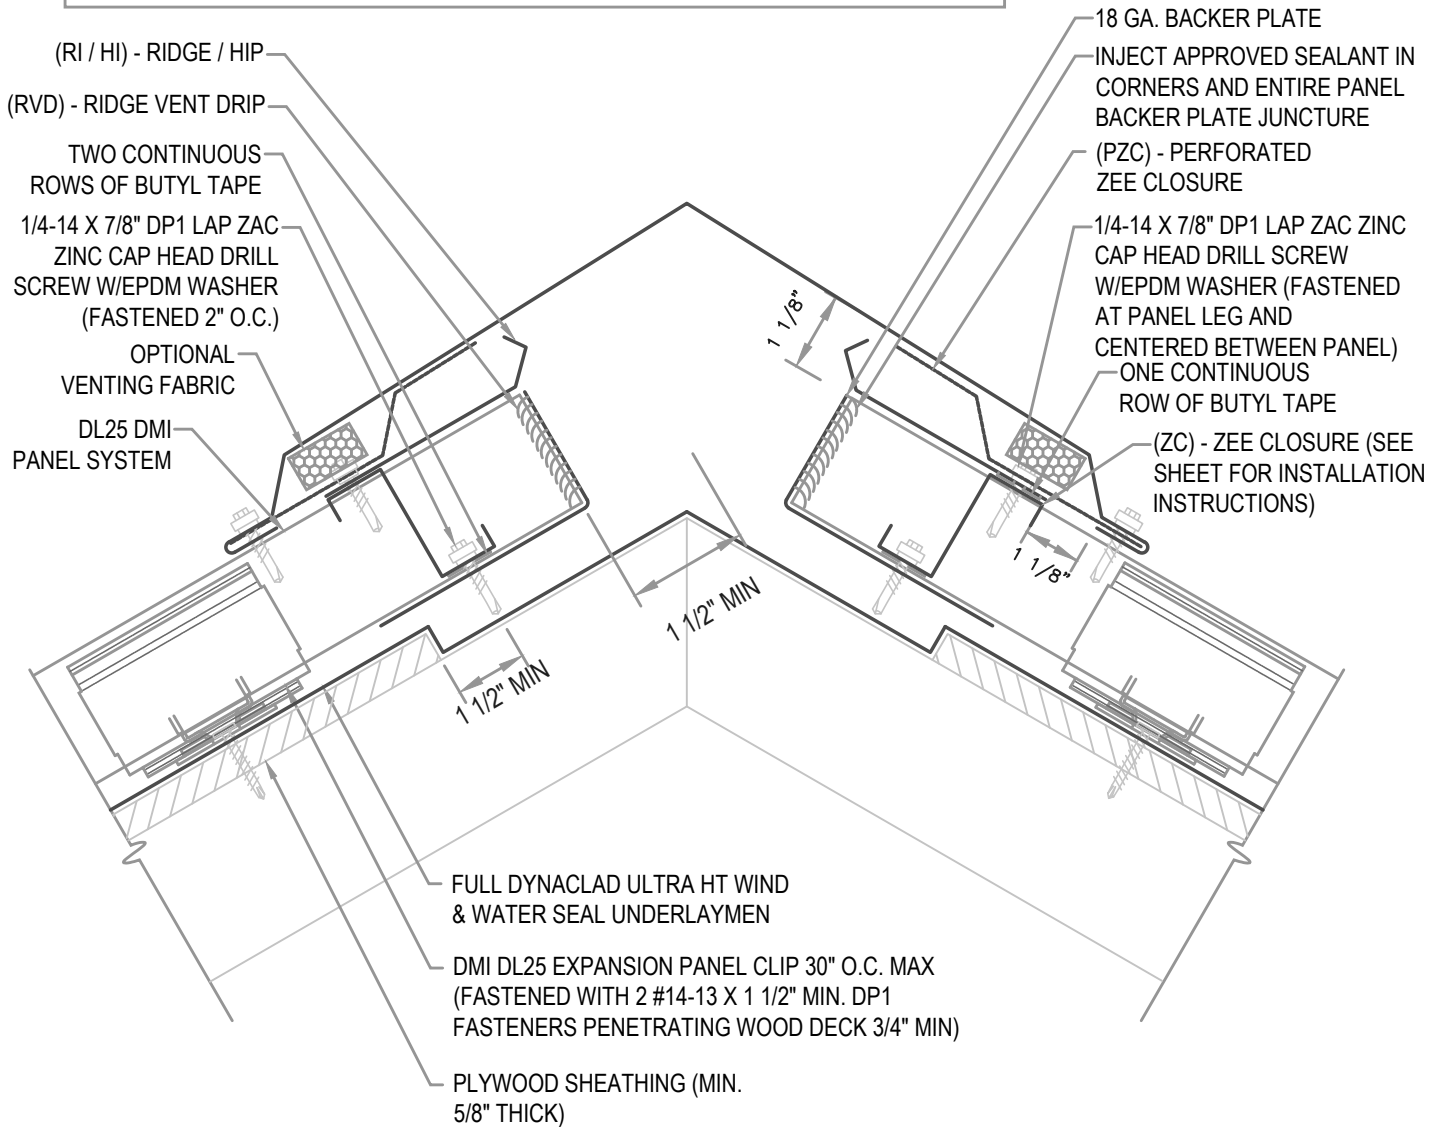 (RI / HI) - RIDGE / HIP
(RVD) - RIDGE VENT DRIP
TWO CONTINUOUS
ROWS OF BUTYL TAPE
1/4-14 X 7/8" DP1 LAP ZAC
ZINC CAP HEAD DRILL
SCREW W/EPDM WASHER
(FASTENED 2" O.C.)
OPTIONAL
VENTING FABRIC
DL25 DMI
PANEL SYSTEM
18 GA. BACKER PLATE
INJECT APPROVED SEALANT IN
CORNERS AND ENTIRE PANEL
BACKER PLATE JUNCTURE
(PZC) - PERFORATED
ZEE CLOSURE
1/4-14 X 7/8" DP1 LAP ZAC ZINC
CAP HEAD DRILL SCREW
W/EPDM WASHER (FASTENED
AT PANEL LEG AND
CENTERED BETWEEN PANEL)
ONE CONTINUOUS
ROW OF BUTYL TAPE
(ZC) - ZEE CLOSURE (SEE
SHEET FOR INSTALLATION
INSTRUCTIONS)
1 1/8"
1 1/8"
1 1/2" MIN
1 1/2" MIN
FULL DYNACLAD ULTRA HT WIND
& WATER SEAL UNDERLAYMEN
DMI DL25 EXPANSION PANEL CLIP 30" O.C. MAX
(FASTENED WITH 2 #14-13 X 1 1/2" MIN. DP1
FASTENERS PENETRATING WOOD DECK 3/4" MIN)
PLYWOOD SHEATHING (MIN.
5/8" THICK)